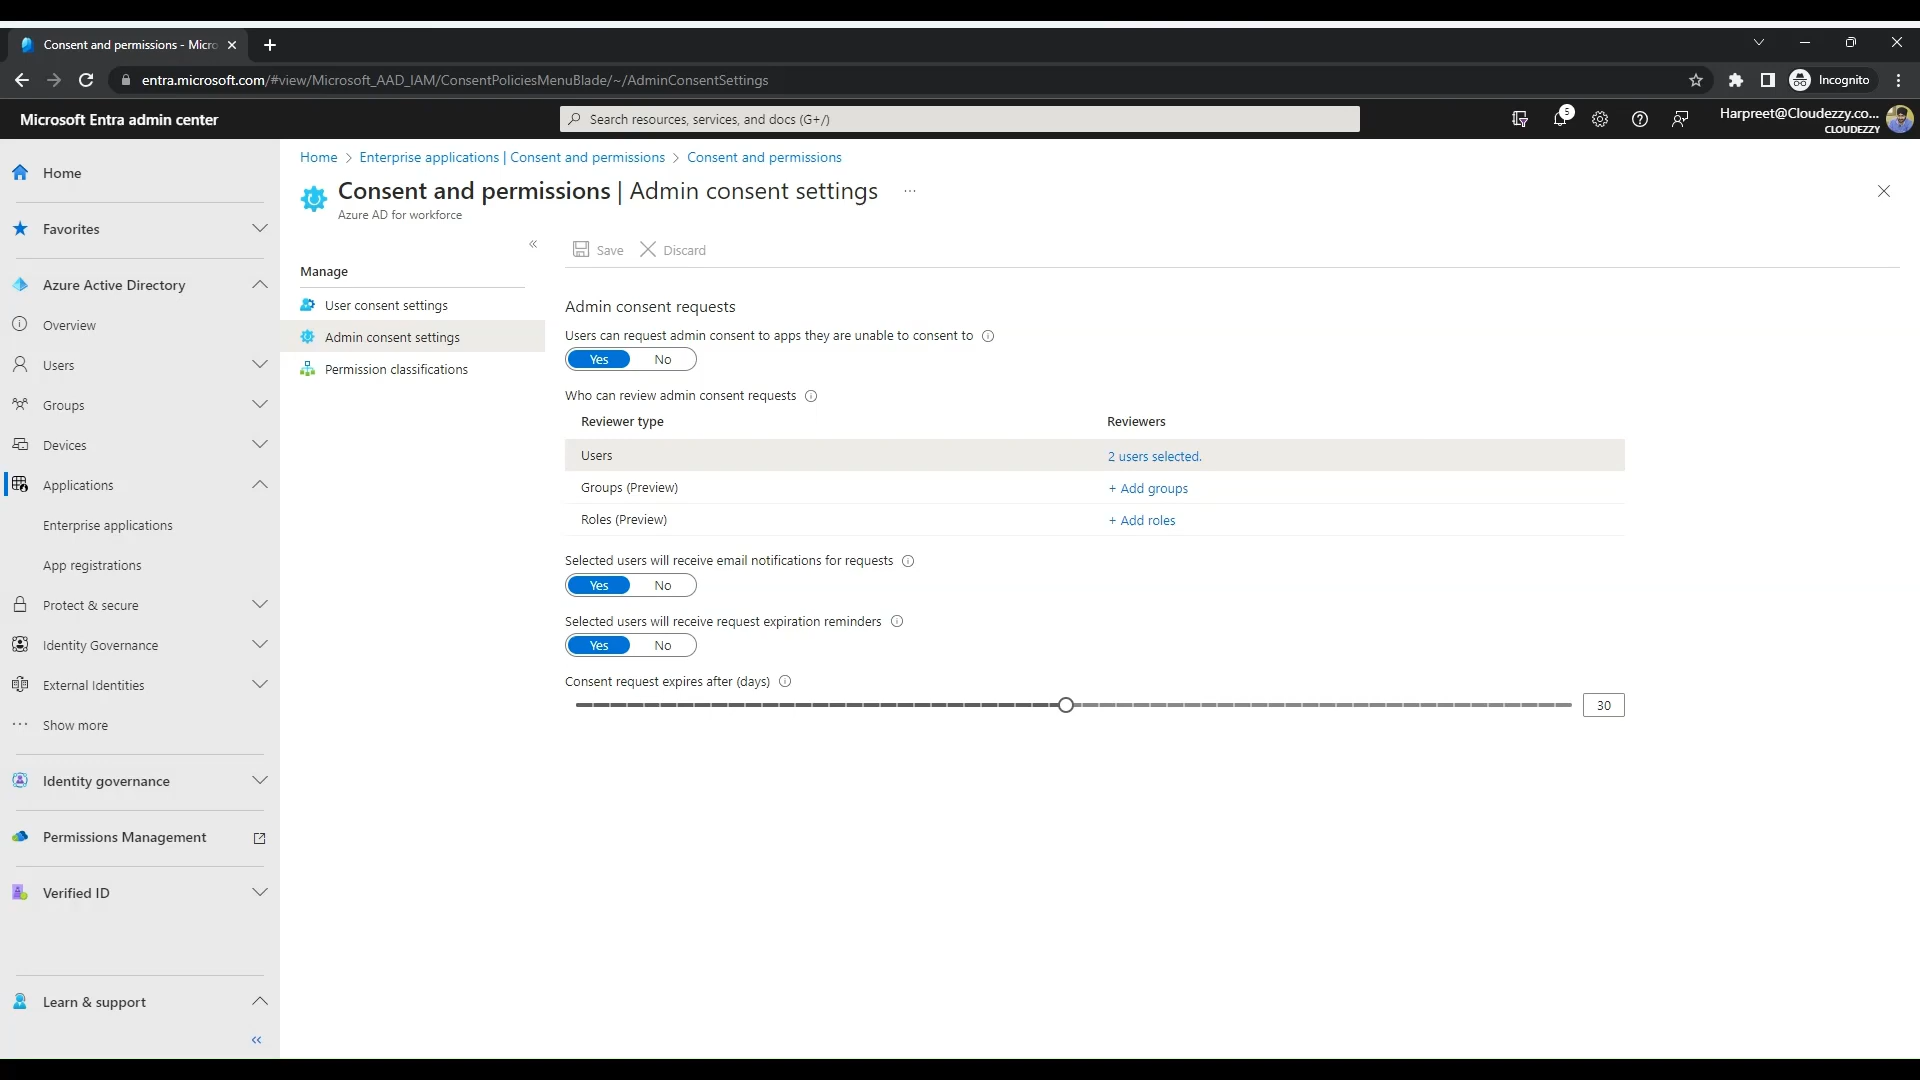 Consent and permissions - Micro
entra.microsoft.com/#view/Microsoft_AAD_IAM/ConsentPoliciesMenuBlade/~/AdminConsentSettings
Incognito
Microsoft Entra admin center
Search resources, services, and docs (G+/)
5
Harpreet@Cloudezzy.co...
CLOUDEZZY
Home
Favorites
Azure Active Directory
Overview
Users
Groups
Devices
Applications
Enterprise applications
App registrations
Protect & secure
Identity Governance
External Identities
Show more
Identity governance
Permissions Management
Verified ID
Learn & support
Home > Enterprise applications | Consent and permissions > Consent and permissions
Consent and permissions | Admin consent settings ...
Azure AD for workforce
Manage
User consent settings
Admin consent settings
Permission classifications
Save Discard
Admin consent requests
Users can request admin consent to apps they are unable to consent to
Yes No
Who can review admin consent requests
Reviewer type Reviewers
Users 2 users selected.
Groups (Preview) + Add groups
Roles (Preview) + Add roles
Selected users will receive email notifications for requests
Yes No
Selected users will receive request expiration reminders
Yes No
Consent request expires after (days)
30